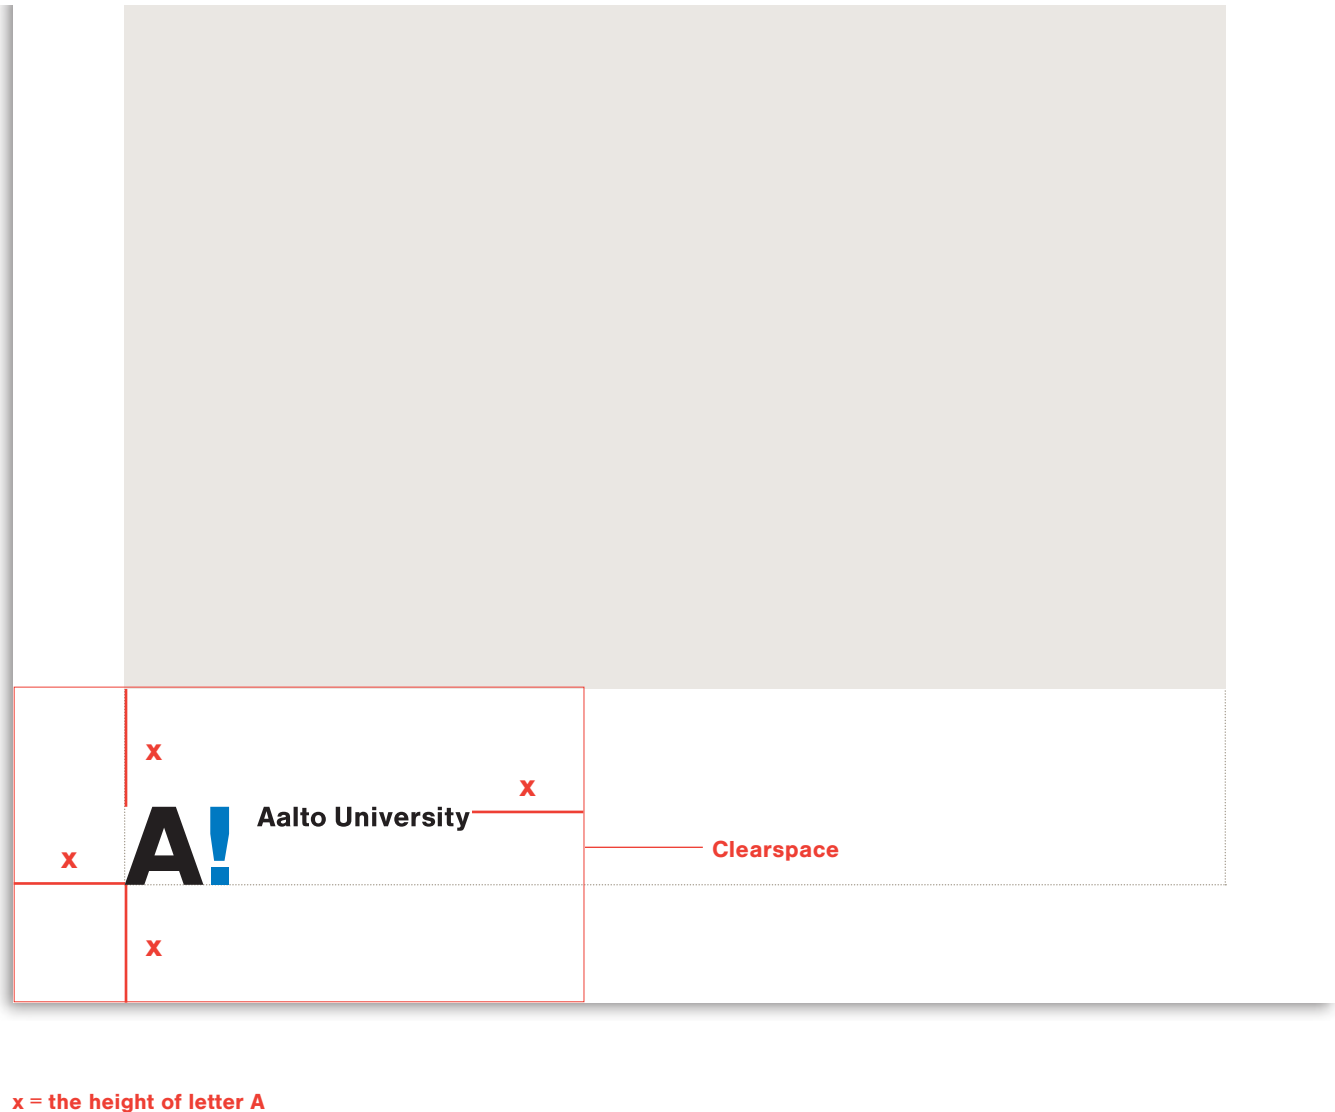 x
x
A! Aalto University
Clearspace
x
x
x = the height of letter A